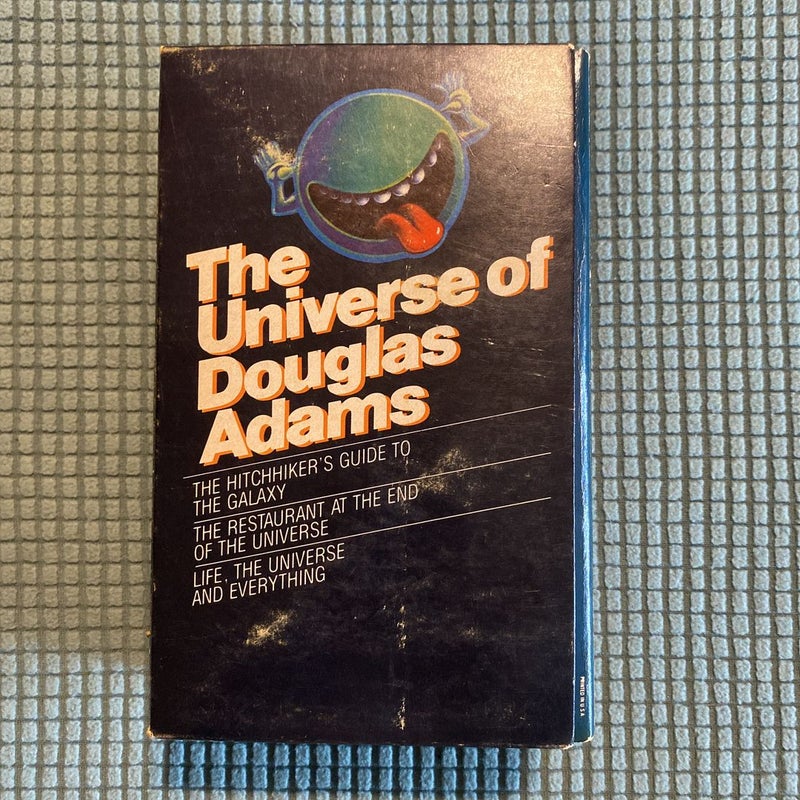 The
Universe of
Douglas
Adams
THE HITCHHIKER'S GUIDE TO
THE GALAXY
THE RESTAURANT AT THE END
OF THE UNIVERSE
LIFE, THE UNIVERSE
AND EVERYTHING
PRINTED IN U.S.A.